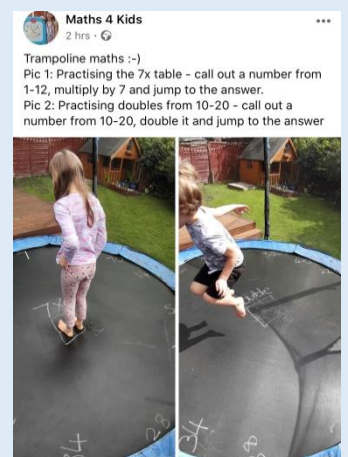 Maths 4 Kids
2 hrs ·
Trampoline maths :-)
Pic 1: Practising the 7x table - call out a number from
1-12, multiply by 7 and jump to the answer.
Pic 2: Practising doubles from 10-20 - call out a
number from 10-20, double it and jump to the answer
28
34